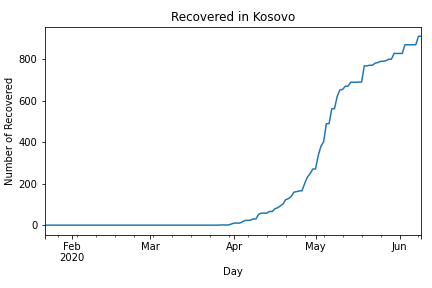 Recovered in Kosovo
Number of Recovered
800
600
400
200
0
Feb
2020
Mar
Apr
May
Jun
Day